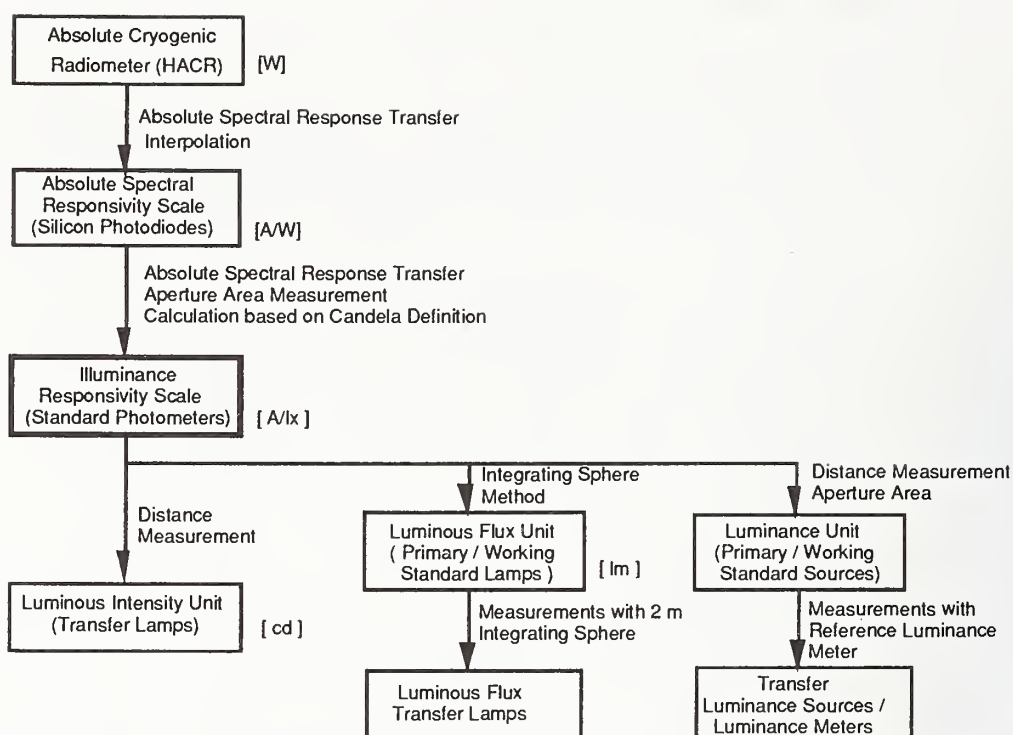 Absolute Cryogenic
Radiometer (HACR)
[W]
Absolute Spectral Response Transfer
Interpolation
Absolute Spectral
Responsivity Scale
(Silicon Photodiodes)
[A/W]
Absolute Spectral Response Transfer
Aperture Area Measurement
Calculation based on Candela Definition
Illuminance
Responsivity Scale
(Standard Photometers)
[ A/lx ]
Distance
Measurement
Integrating Sphere
Method
Distance Measurement
Aperture Area
Luminous Flux Unit
( Primary / Working
Standard Lamps )
[ lm ]
Luminance Unit
(Primary / Working
Standard Sources)
Luminous Intensity Unit
(Transfer Lamps)
[ cd ]
Measurements with 2 m
Integrating Sphere
Measurements with
Reference Luminance
Meter
Luminous Flux
Transfer Lamps
Transfer
Luminance Sources /
Luminance Meters